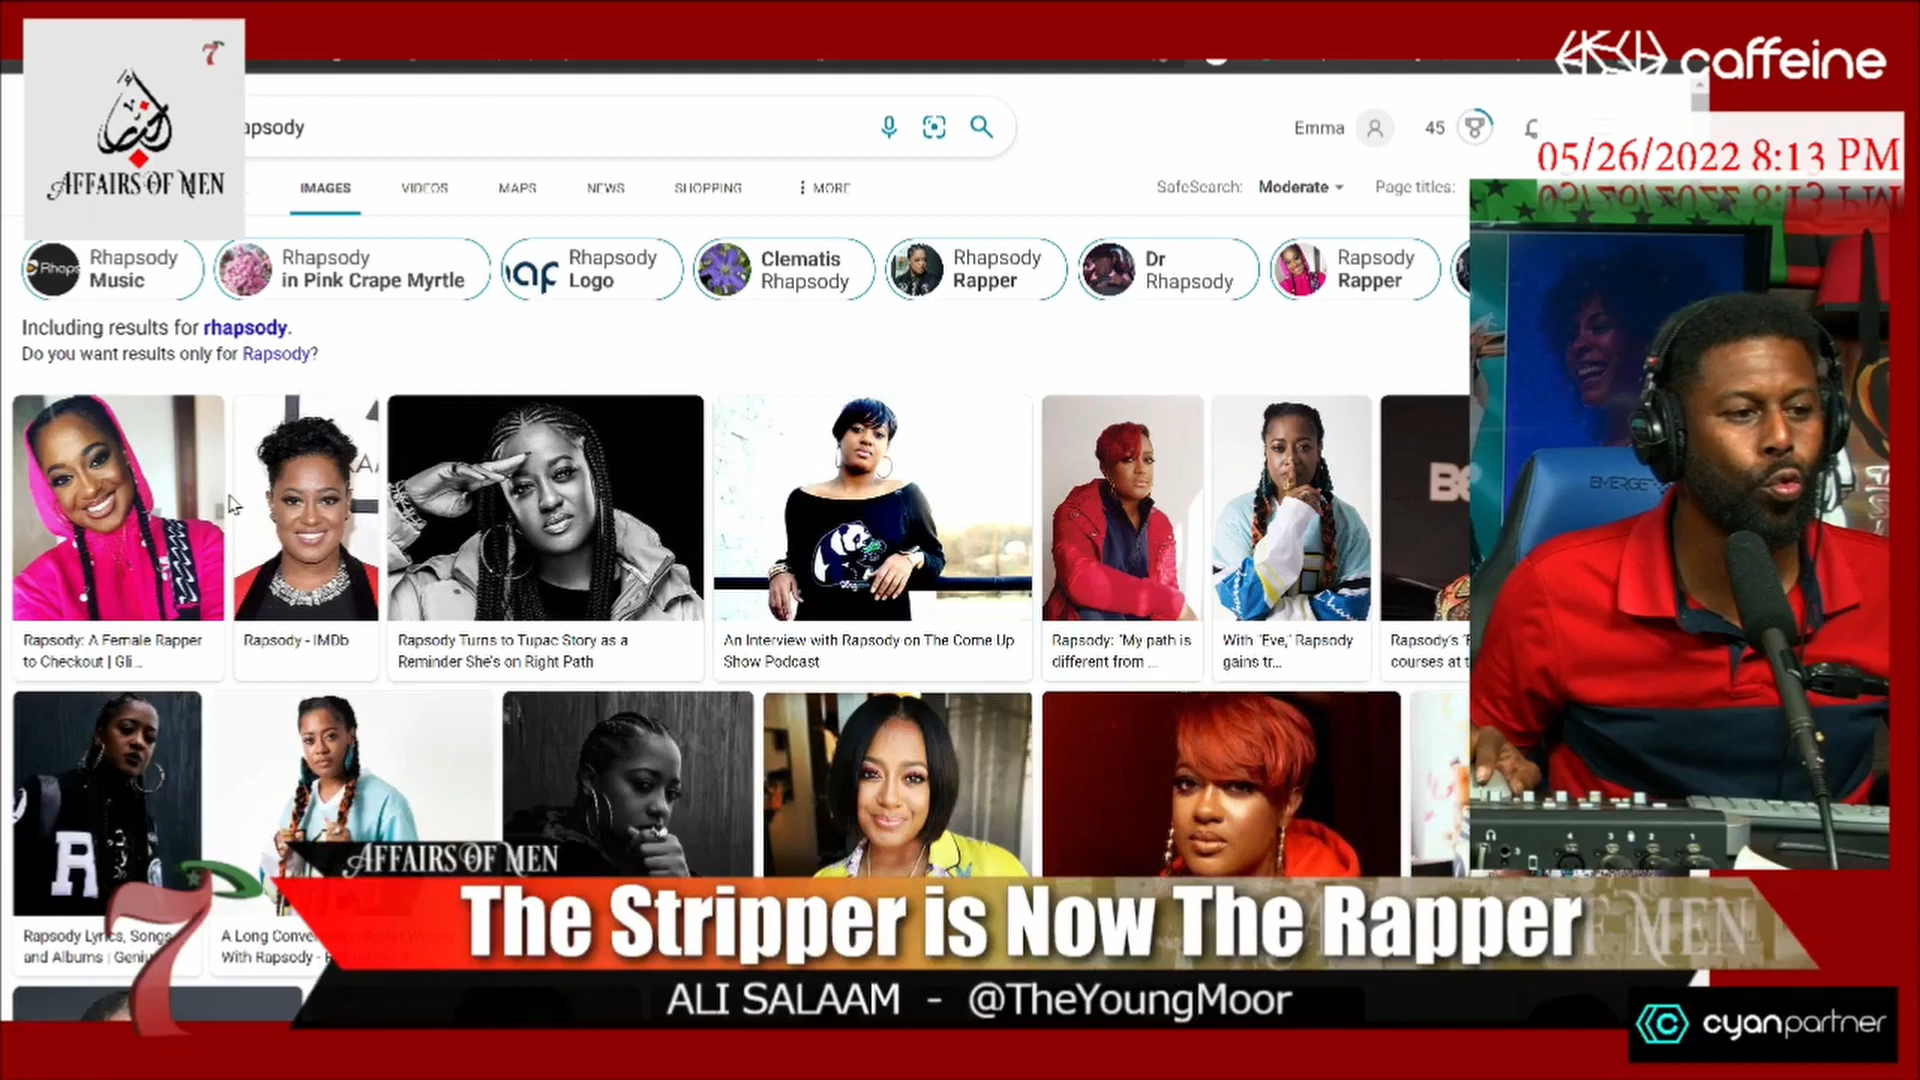 7
AFFAIRS OF MEN
caffeine
05/26/2022 8:13 PM
apsody
Emma
45
IMAGES
VIDEOS
MAPS
NEWS
SHOPPING
MORE
SafeSearch: Moderate
Page titles:
Rhaps
Rhapsody
Music
Rhapsody
in Pink Crape Myrtle
Rhapsody
Logo
Clematis
Rhapsody
Rhapsody
Rapper
Dr
Rhapsody
Rapsody
Rapper
Including results for rhapsody.
Do you want results only for Rapsody?
EMERGE
Rapsody: A Female Rapper
to Checkout | Gli...
Rapsody - IMDb
Rapsody Turns to Tupac Story as a
Reminder She's on Right Path
An Interview with Rapsody on The Come Up
Show Podcast
Rapsody: "My path is
different from ...
With "Eve," Rapsody
gains tr...
Rapsody's
courses at
R
Rapsody Lyrics, Songs
and Albums | Geniu
A Long Conve
With Rapsody -
AFFAIRS OF MEN
7
The Stripper is Now The Rapper
ALI SALAAM - @TheYoungMoor
cyanpartner